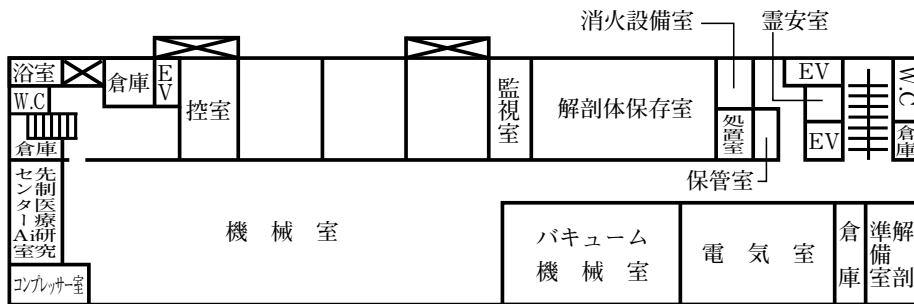 消火設備室
霊安室
浴室
倉庫
EV
控室
監視室
解剖体保存室
EV
W.C
W.C
処置室
EV
倉庫
倉庫
保管室
先制医療研究
センターAi室
機械室
バキューム
機械室
電気室
倉庫
解剖
準備室
コンプレッサー室